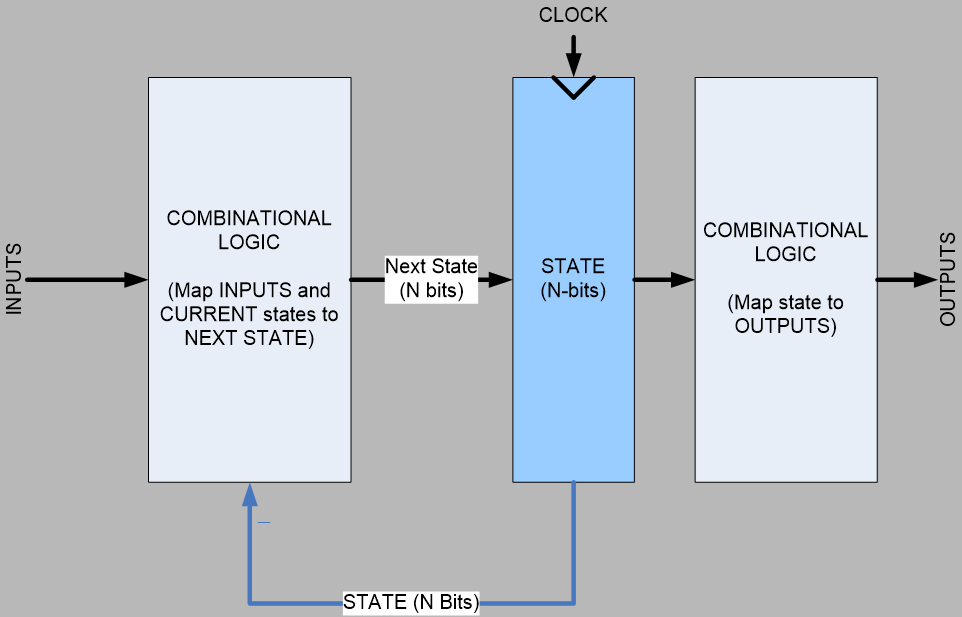 CLOCK
INPUTS
COMBINATIONAL
LOGIC
(Map INPUTS and
CURRENT states to
NEXT STATE)
Next State
(N bits)
STATE
(N-bits)
COMBINATIONAL
LOGIC
(Map state to
OUTPUTS)
OUTPUTS
STATE (N Bits)